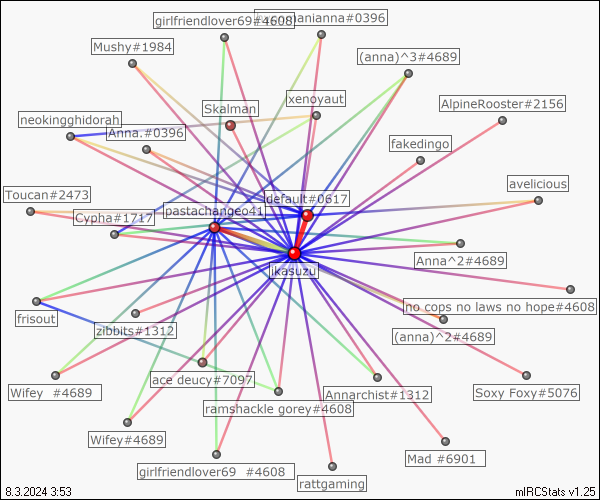 girlfriendlover69#4608
manianna#0396
Mushy#1984
(anna)^3#4689
xenoyaut
AlpineRooster#2156
Skalman
neokingghidorah
Anna.#0396
fakedingo
avelicious
Toucan#2473
default#0617
pastachangeo41
Cypha#1717
Anna^2#4689
likasuzu
no cops no laws no hope#4608
frisout
zibbits#1312
(anna)^2#4689
ace deucy#7097
Wifey  #4689
Annarchist#1312
Soxy Foxy#5076
ramshackle gorey#4608
Wifey#4689
Mad #6901
girlfriendlover69  #4608
rattgaming
8.3.2024 3:53
mIRCStats v1.25